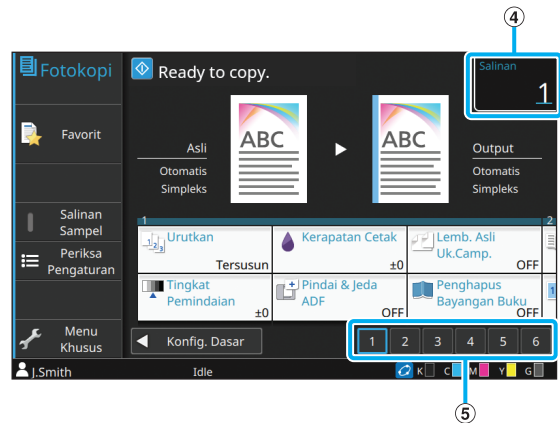 ④
Fotokopi
Ready to copy.
Salinan
1
Favorit
Asli
Otomatis
Simpleks
ABC
ABC
Output
Otomatis
Simpleks
Salinan
Sampel
Periksa
Pengaturan
Menu
Khusus
1
2
Urutkan
Tersusun
Kerapatan Cetak
±0
Lemb. Asli
Uk.Camp.
OFF
Tingkat
Pemindaian
±0
Pindai & Jeda
ADF
OFF
Penghapus
Bayangan Buku
OFF
Konfig. Dasar
1 2 3 4 5 6
J.Smith
Idle
K C M Y G
⑤